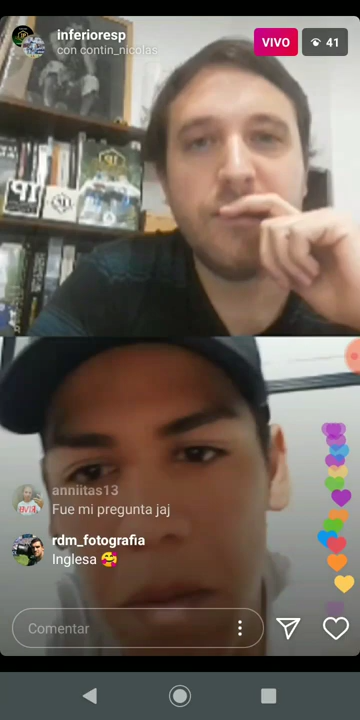 inferioresp
con contin_nicolas
VIVO
41
anniitas13
Fue mi pregunta jaj
rdm_fotografia
Inglesa 🥰
Comentar